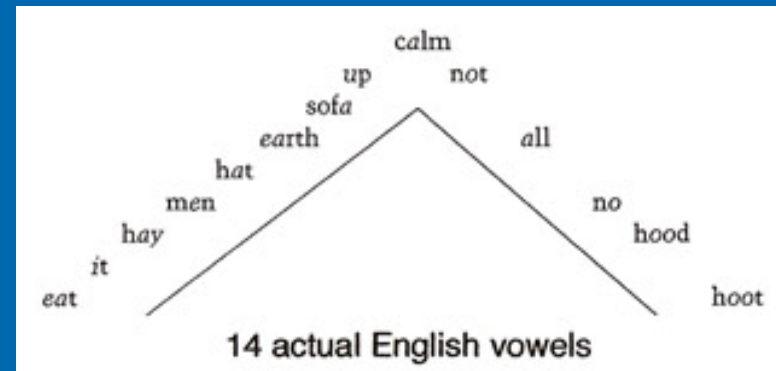 calm
up not
sofa
earth all
hat
men no
hay hood
it
eat hoot
14 actual English vowels